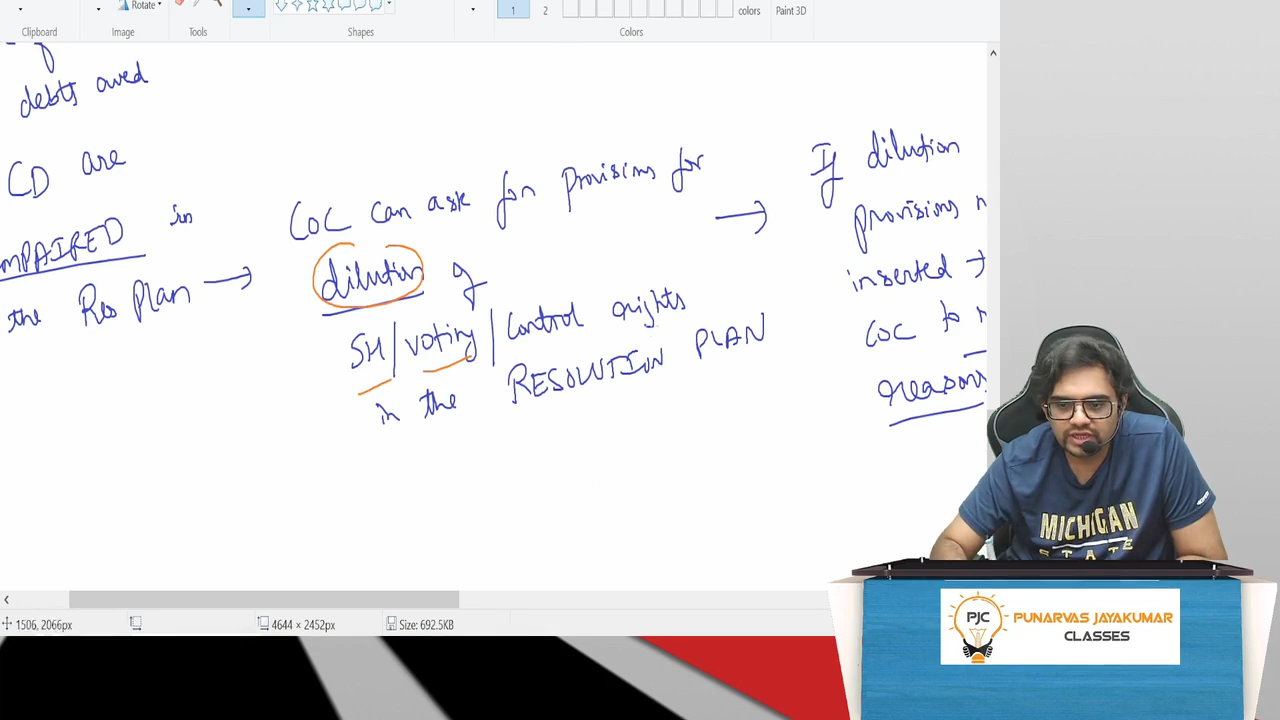 Rotate
1
2
colors
Paint 3D
Clipboard
Image
Tools
Shapes
Colors
debts owed
CD are
IMPAIRED in
the Res Plan →
CoC can ask for provisions for
dilution of
SH/voting/control rights
in the RESOLUTION PLAN
→
If dilution
provisions
inserted →
COC to
reasons
MICHIGAN
STATE
PJC
PUNARVAS JAYAKUMAR
CLASSES
1506, 2066px
4644 × 2452px
Size: 692.5KB